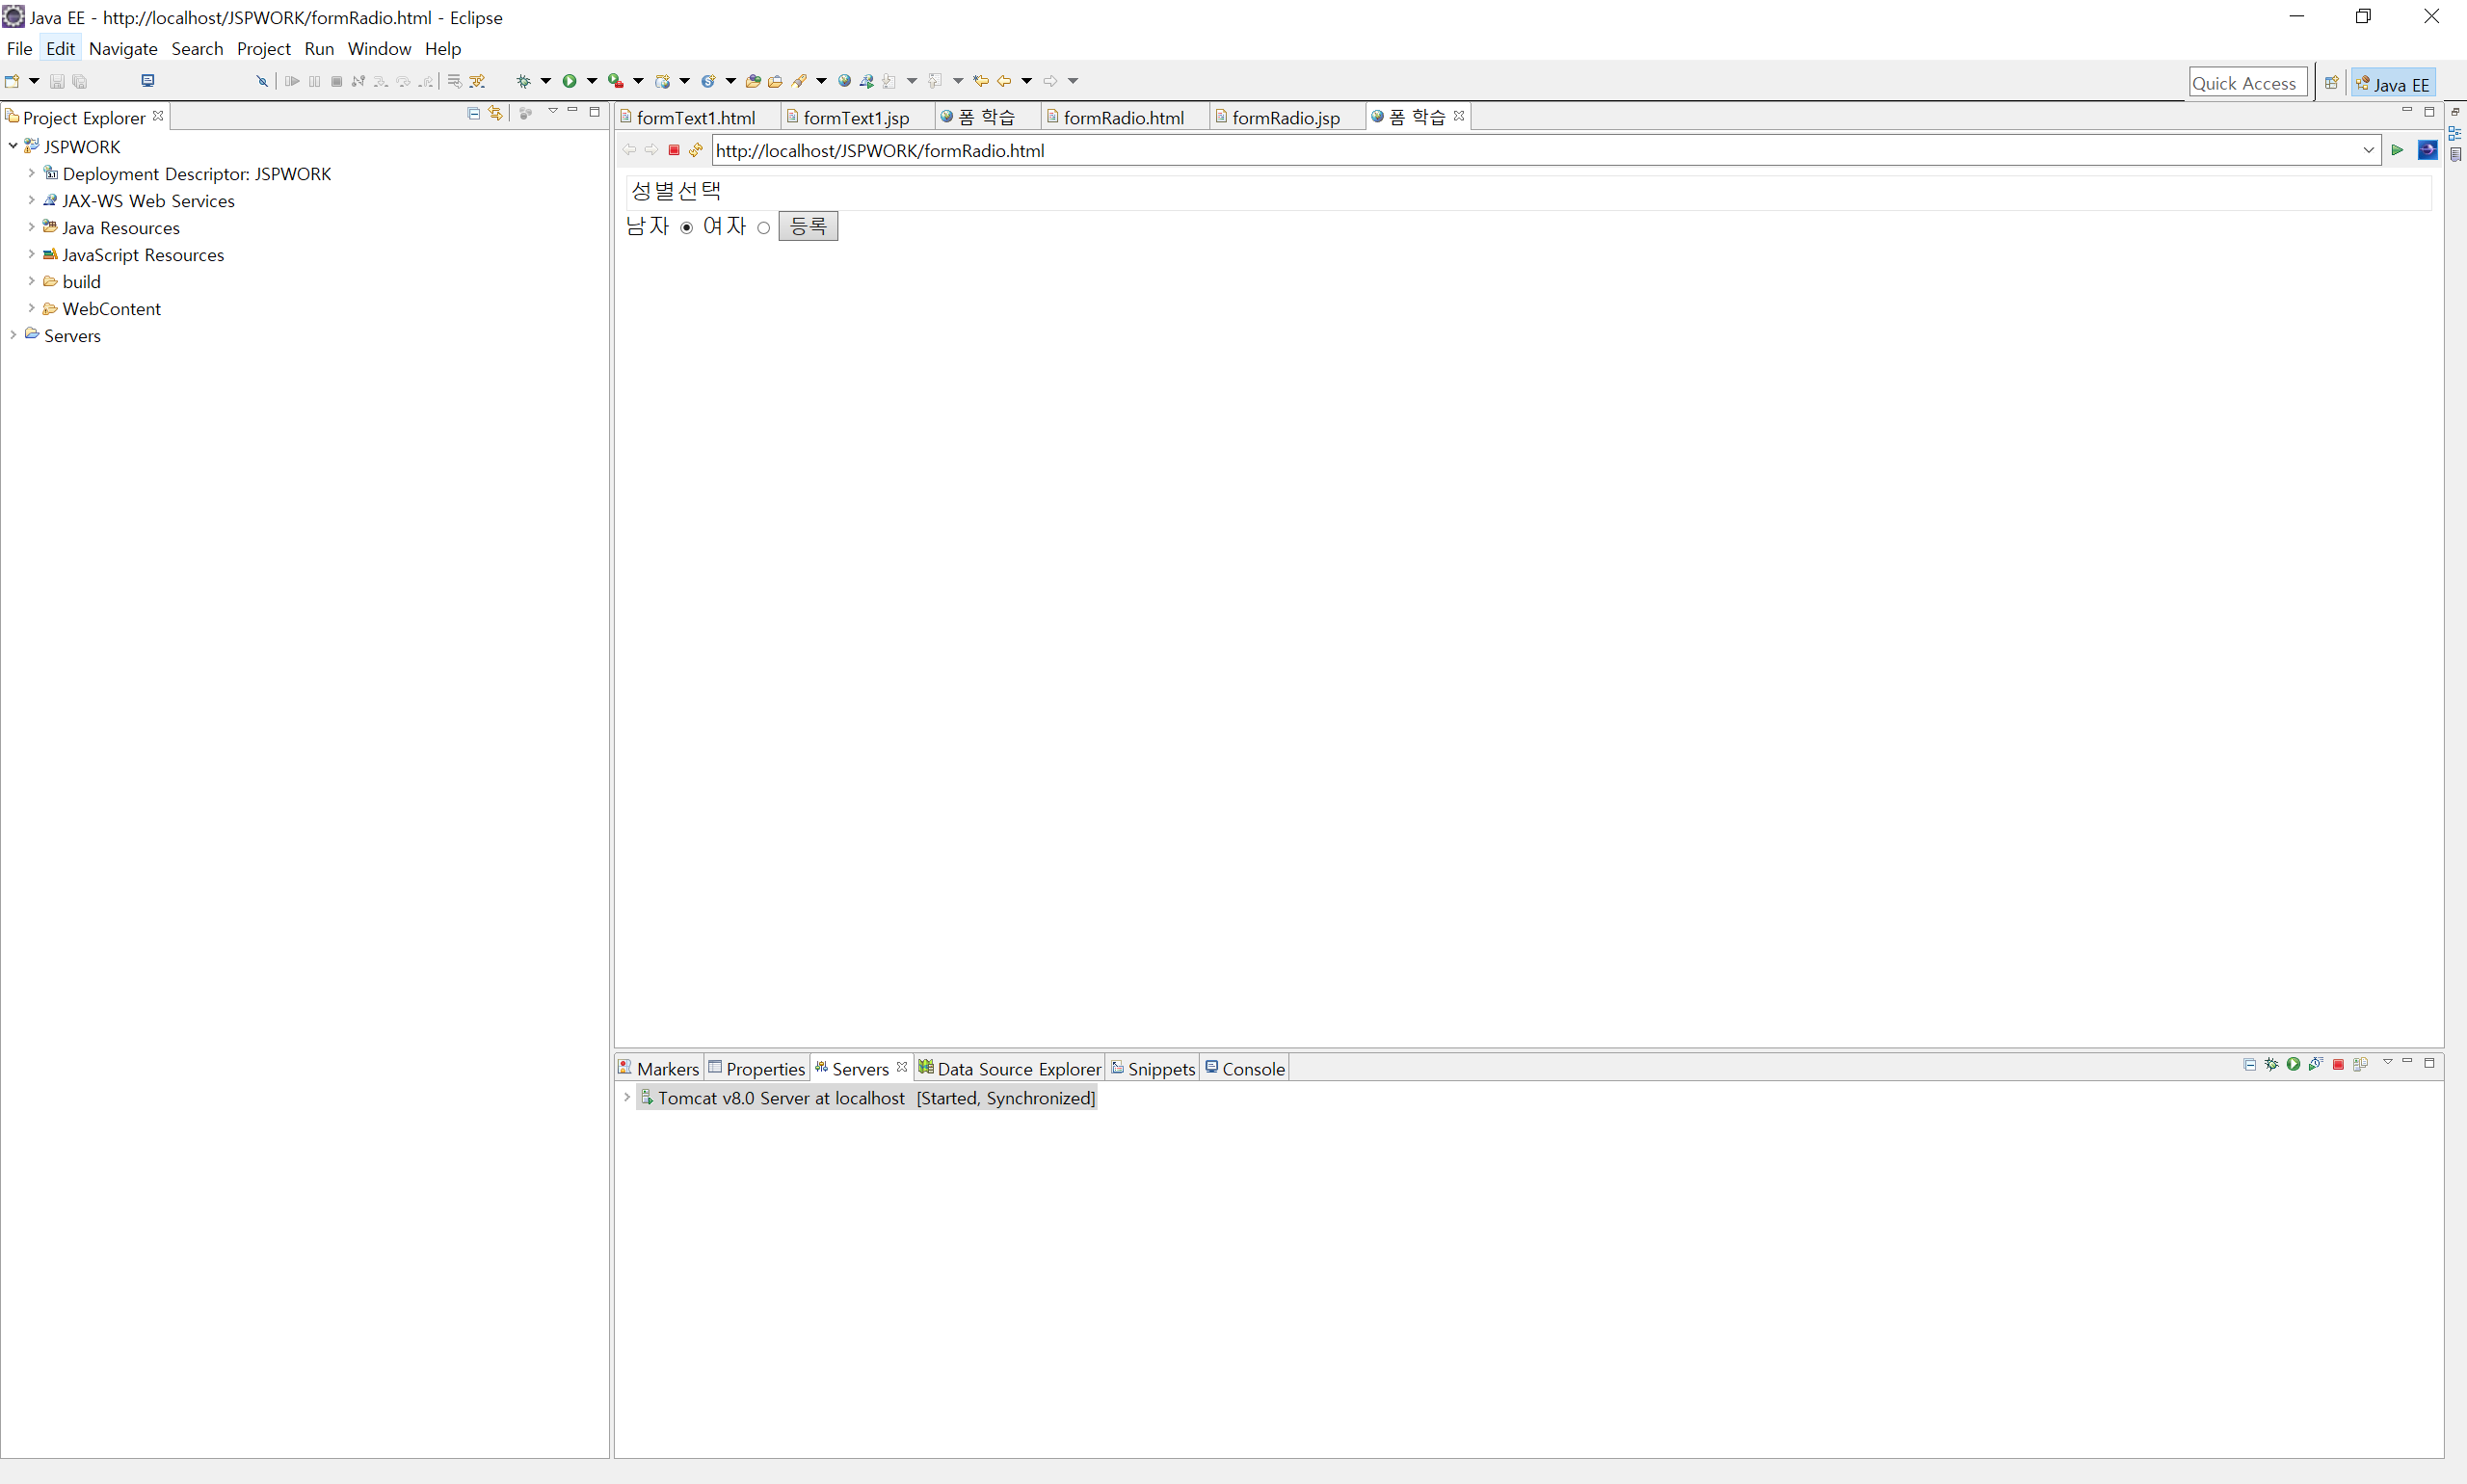 Java EE - http://localhost/JSPWORK/formRadio.html - Eclipse
File Edit Navigate Search Project Run Window Help
Quick Access Java EE
Project Explorer
JSPWORK
Deployment Descriptor: JSPWORK
JAX-WS Web Services
Java Resources
JavaScript Resources
build
WebContent
Servers
formText1.html formText1.jsp 폼 학습 formRadio.html formRadio.jsp 폼 학습
http://localhost/JSPWORK/formRadio.html
성별선택
남자 여자 등록
Markers Properties Servers Data Source Explorer Snippets Console
Tomcat v8.0 Server at localhost [Started, Synchronized]